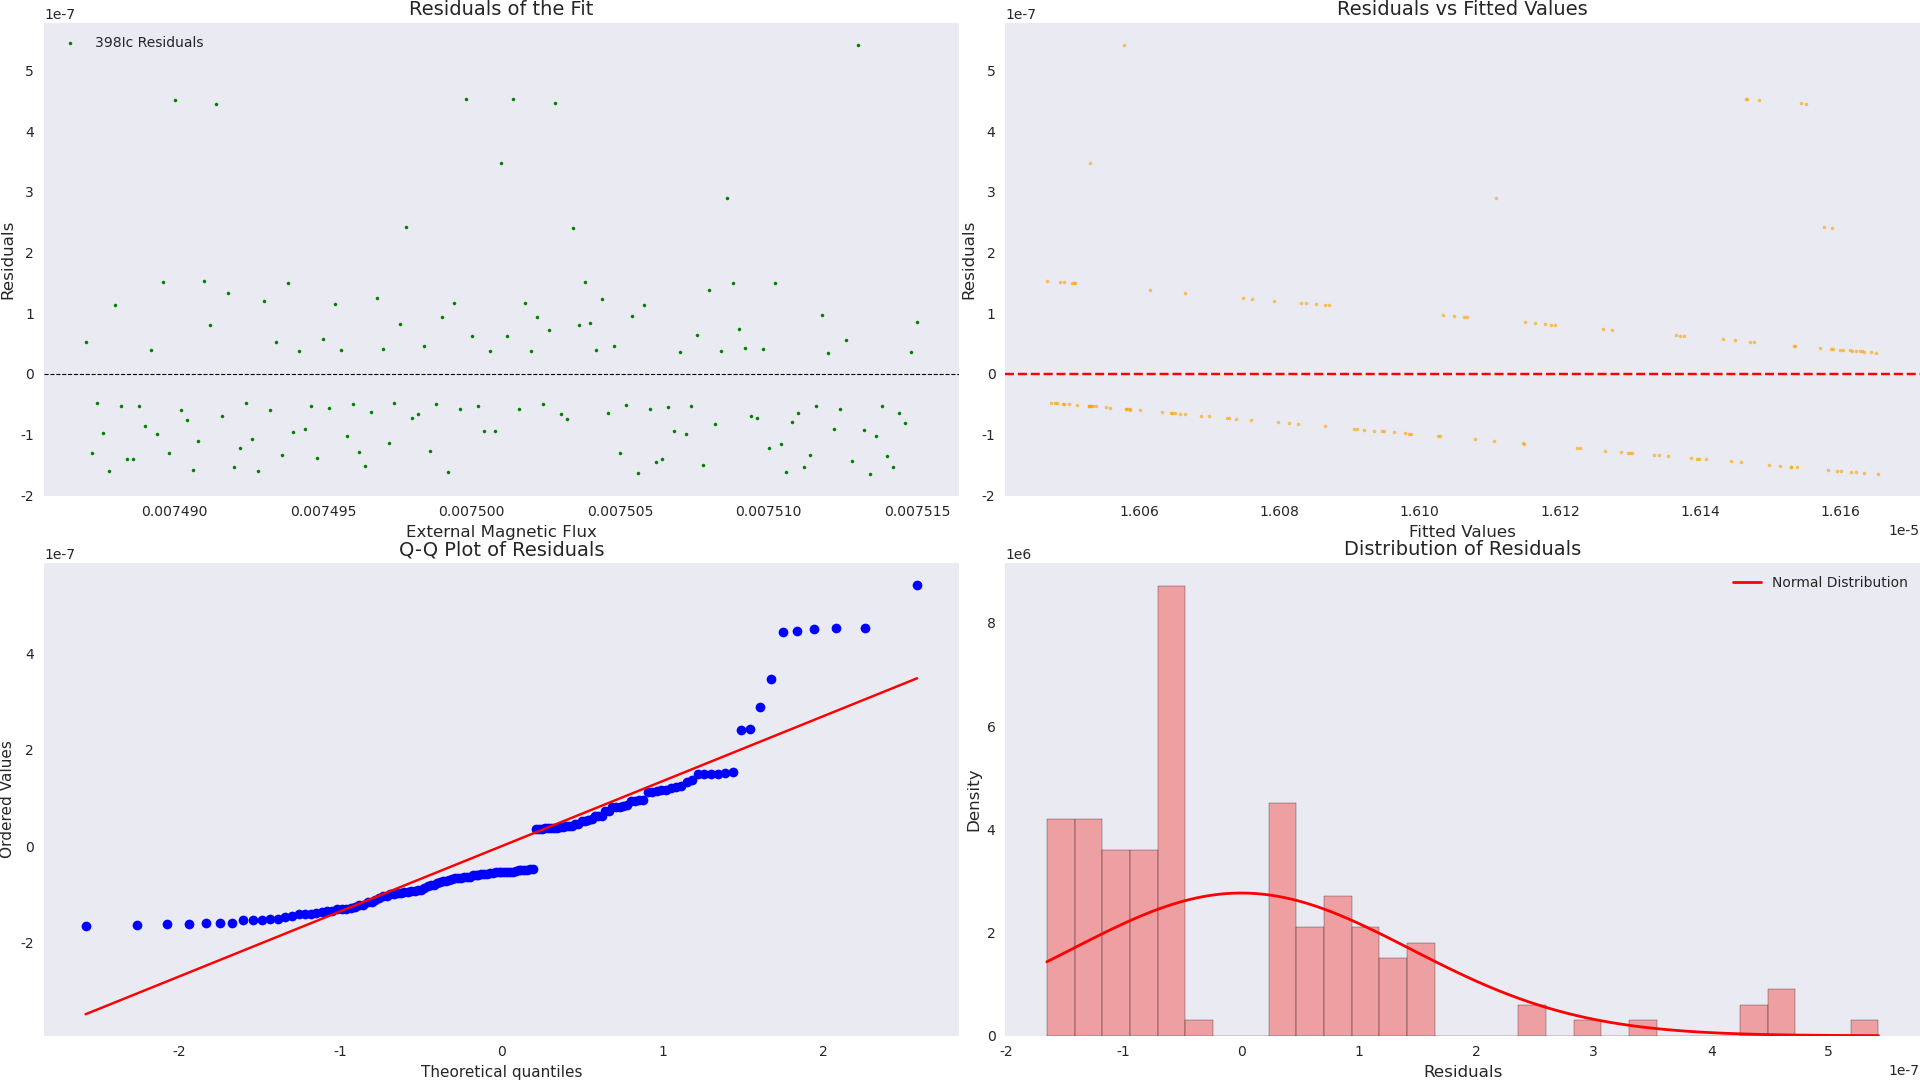 Residuals of the Fit
1e-7
398Ic Residuals
Residuals
5
4
3
2
1
0
-1
-2
0.007490 0.007495 0.007500 0.007505 0.007510 0.007515
External Magnetic Flux
Residuals vs Fitted Values
1e-7
Residuals
5
4
3
2
1
0
-1
-2
1.606 1.608 1.610 1.612 1.614 1.616
1e-5
Fitted Values
Q-Q Plot of Residuals
1e-7
Ordered Values
4
2
0
-2
-2 -1 0 1 2
Theoretical quantiles
Distribution of Residuals
1e6
Normal Distribution
Density
8
6
4
2
0
-2 -1 0 1 2 3 4 5
1e-7
Residuals